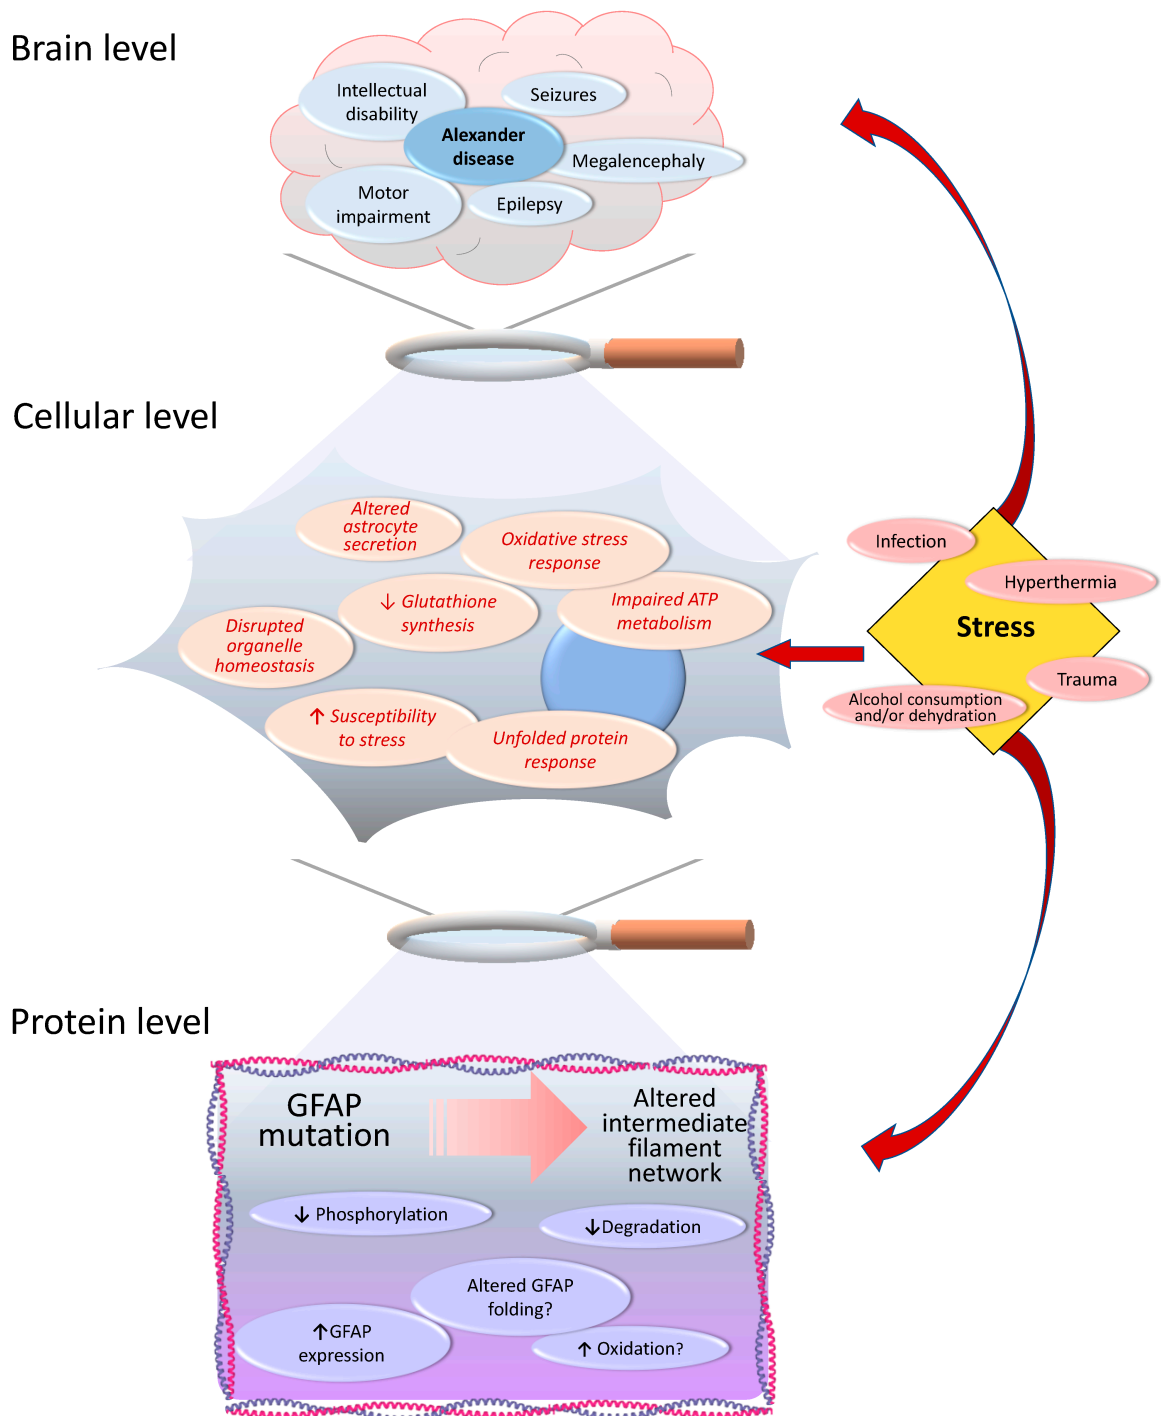 Brain level
Intellectual
disability
Seizures
Alexander
disease
Megalencephaly
Motor
impairment
Epilepsy
Cellular level
Altered
astrocyte
secretion
Oxidative stress
response
↓ Glutathione
synthesis
Impaired ATP
metabolism
Disrupted
organelle
homeostasis
↑ Susceptibility
to stress
Unfolded protein
response
Infection
Hyperthermia
Stress
Trauma
Alcohol consumption
and/or dehydration
Protein level
GFAP
mutation
Altered
intermediate
filament
network
↓ Phosphorylation
↓Degradation
Altered GFAP
folding?
↑GFAP
expression
↑ Oxidation?